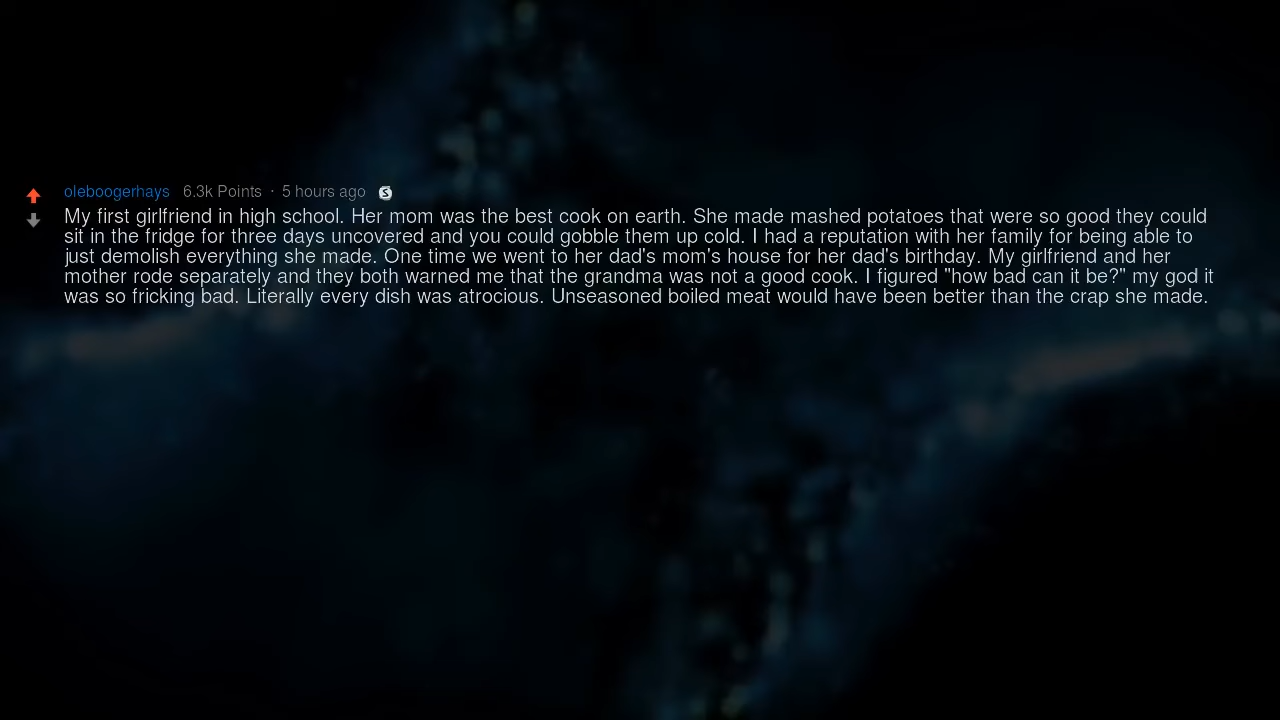 oleboogerhays 6.3k Points · 5 hours ago
My first girlfriend in high school. Her mom was the best cook on earth. She made mashed potatoes that were so good they could
sit in the fridge for three days uncovered and you could gobble them up cold. I had a reputation with her family for being able to
just demolish everything she made. One time we went to her dad's mom's house for her dad's birthday. My girlfriend and her
mother rode separately and they both warned me that the grandma was not a good cook. I figured "how bad can it be?" my god it
was so fricking bad. Literally every dish was atrocious. Unseasoned boiled meat would have been better than the crap she made.